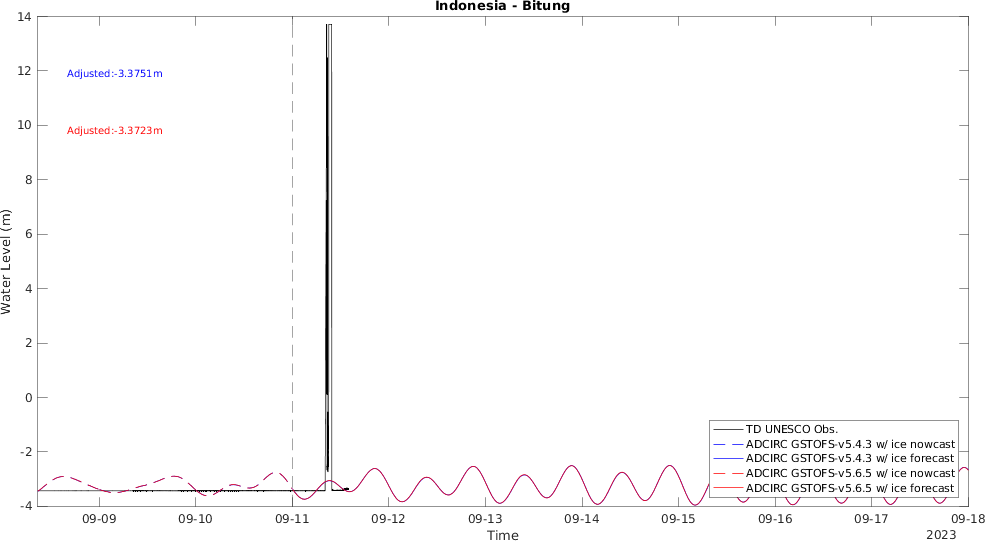 Indonesia - Bitung
14
12
10
8
6
4
2
0
-2
-4
Water Level (m)
Adjusted:-3.3751m
Adjusted:-3.3723m
TD UNESCO Obs.
ADCIRC GSTOFS-v5.4.3 w/ ice nowcast
ADCIRC GSTOFS-v5.4.3 w/ ice forecast
ADCIRC GSTOFS-v5.6.5 w/ ice nowcast
ADCIRC GSTOFS-v5.6.5 w/ ice forecast
09-09 09-10 09-11 09-12 09-13 09-14 09-15 09-16 09-17 09-18
Time
2023